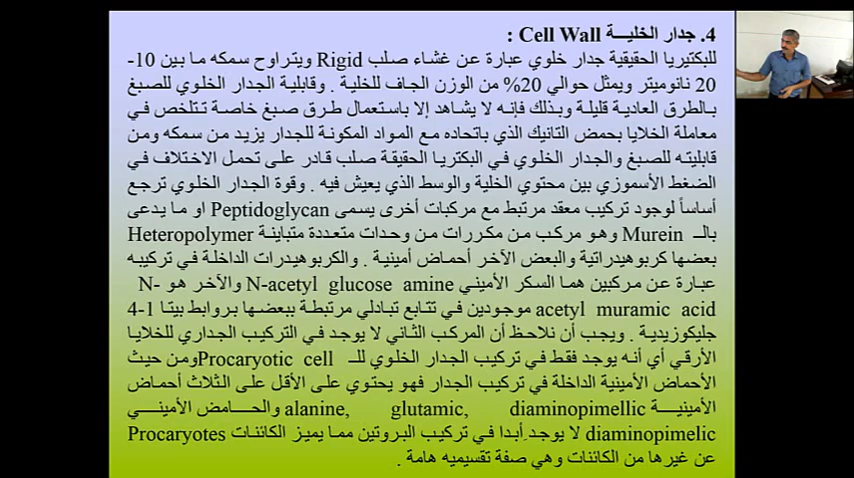 4. جدار الخليـــة Cell Wall :
للبكتيريا الحقيقية جدار خلوي عبارة عن غشاء صلب Rigid ويتراوح سمكه ما بين 10-
20 نانوميتر ويمثل حوالي 20% من الوزن الجاف للخلية . وقابلية الجدار الخلوي للصبغ
بالطرق العادية قليلة وبذلك فإنه لا يشاهد إلا باستعمال طرق صبغ خاصة تتلخص في
معاملة الخلايا بحمض التانيك الذي باتحاده مع المواد المكونة للجدار يزيد من سمكه ومن
قابليته للصبغ والجدار الخلوي في البكتريا الحقيقة صلب قادر على تحمل الاختلاف في
الضغط الأسموزي بين محتوي الخلية والوسط الذي يعيش فيه . وقوة الجدار الخلوي ترجع
أساساً لوجود تركيب معقد مرتبط مع مركبات أخرى يسمى Peptidoglycan او ما يدعى
بالـ Murein وهو مركب من مكررات من وحدات متعددة متباينة Heteropolymer
بعضها كربوهيدراتية والبعض الآخر أحماض أمينية . والكربوهيدرات الداخلة في تركيبه
عبارة عن مركبين هما السكر الأميني N-acetyl glucose amine والآخر هو N-
acetyl muramic acid موجودين في تتابع تبادلي مرتبطة ببعضها بروابط بيتا 1-4
جليكوزيدية . ويجب أن نلاحظ أن المركب الثاني لا يوجد في التركيب الجداري للخلايا
الأرقي أي أنه يوجد فقط في تركيب الجدار الخلوي للـ Procaryotic cell ومن حيث
الأحماض الأمينية الداخلة في تركيب الجدار فهو يحتوي على الأقل على الثلاث أحماض
الأمينيـــة alanine, glutamic, diaminopimellic والحـــامض الأمينـــي
diaminopimelic لا يوجد أبدا في تركيب البروتين مما يميز الكائنات Procaryotes
عن غيرها من الكائنات وهي صفة تقسيميه هامة .